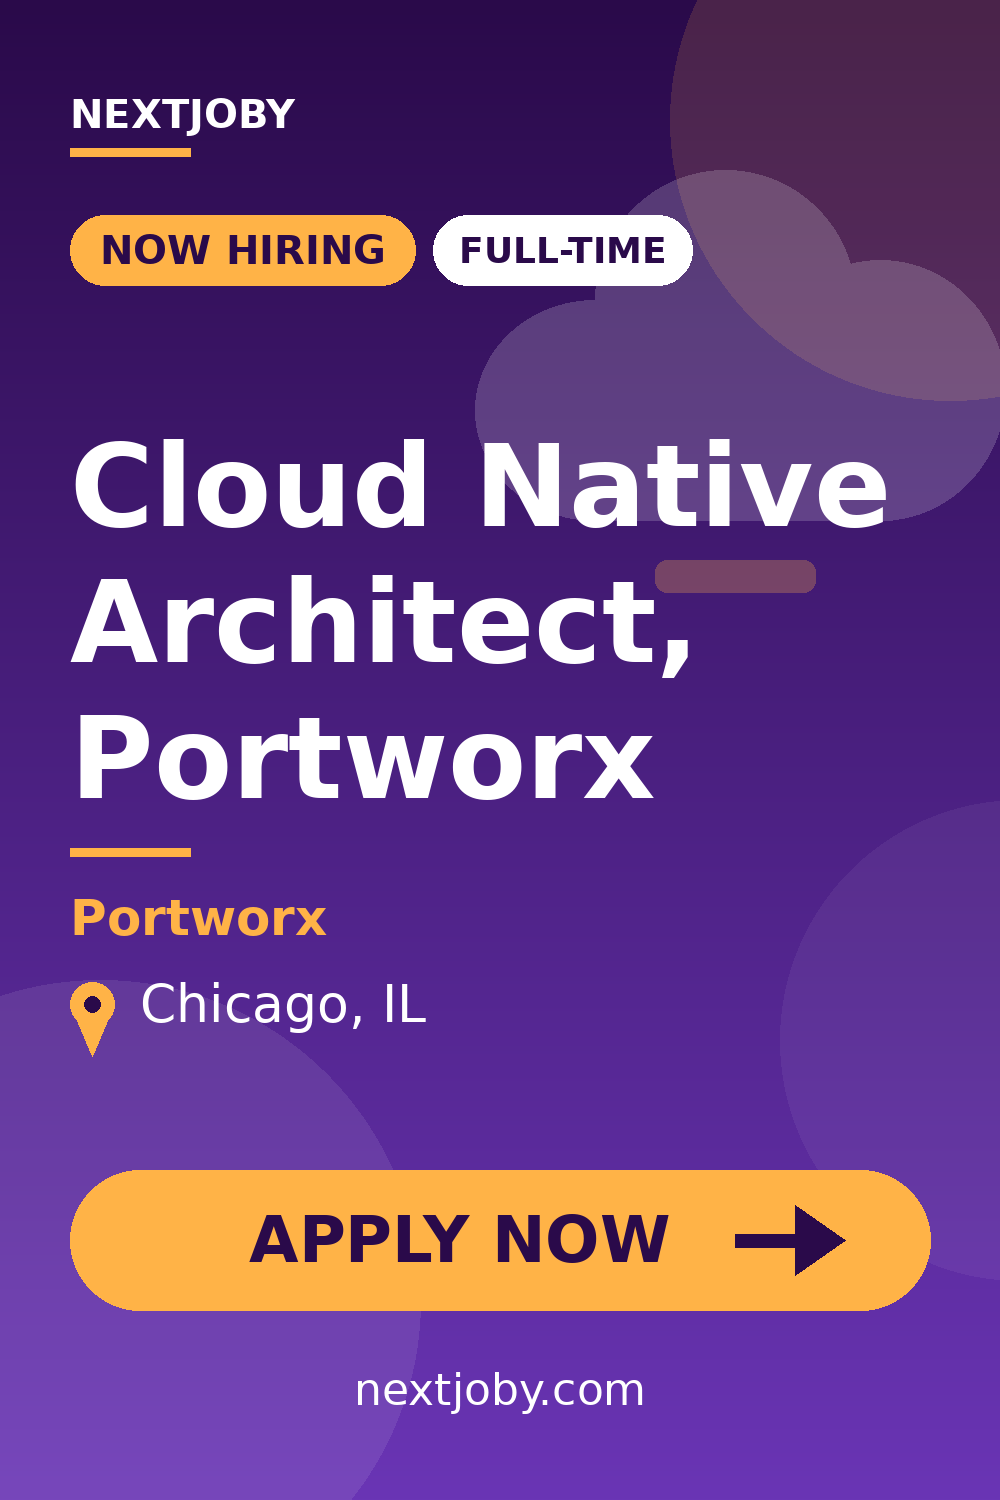 NEXTJOBY
NOW HIRING
FULL-TIME
Cloud Native
Architect,
Portworx
Portworx
Chicago, IL
APPLY NOW
nextjoby.com